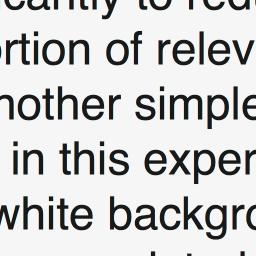 cantly to redu
ortion of relev
nother simple
in this exper
white backgro